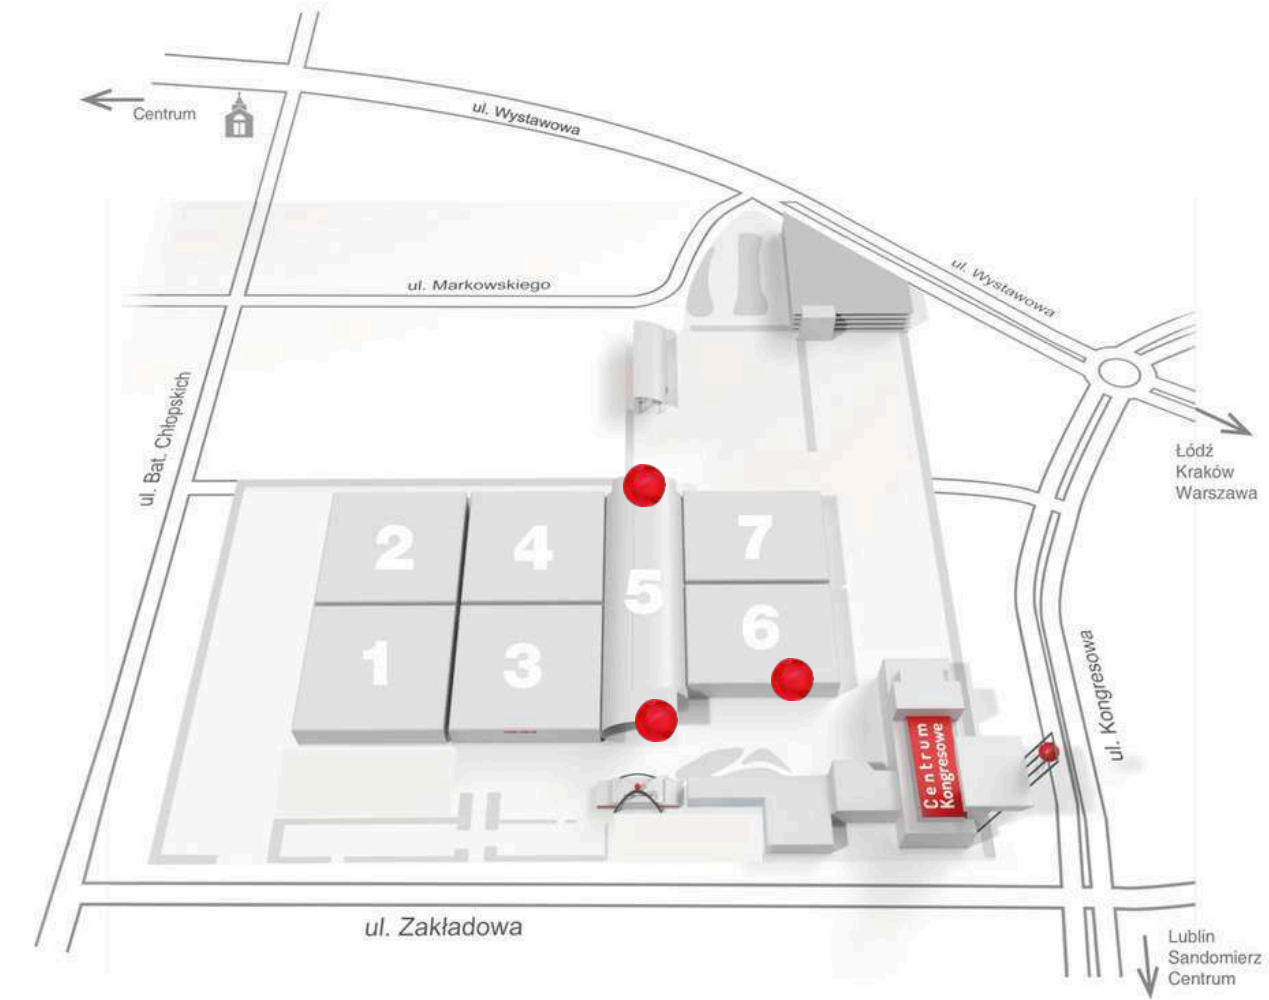 Centrum
ul. Wystawowa
ul. Wystawowa
ul. Markowskiego
ul. Bat. Chłopskich
Łódź
Kraków
Warszawa
2
4
7
5
1
3
6
Centrum
Kongresowe
ul. Kongresowa
ul. Zakładowa
Lublin
Sandomierz
Centrum